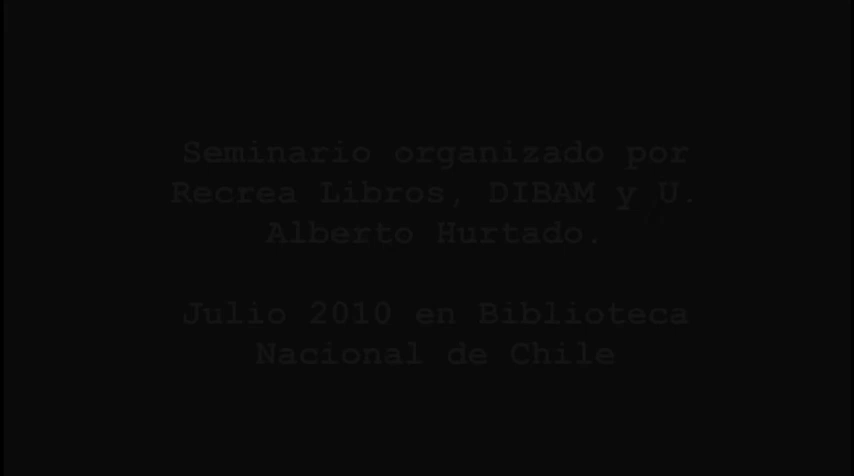 Seminario organizado por
Recrea Libros, DIBAM y U.
Alberto Hurtado.
Julio 2010 en Biblioteca
Nacional de Chile